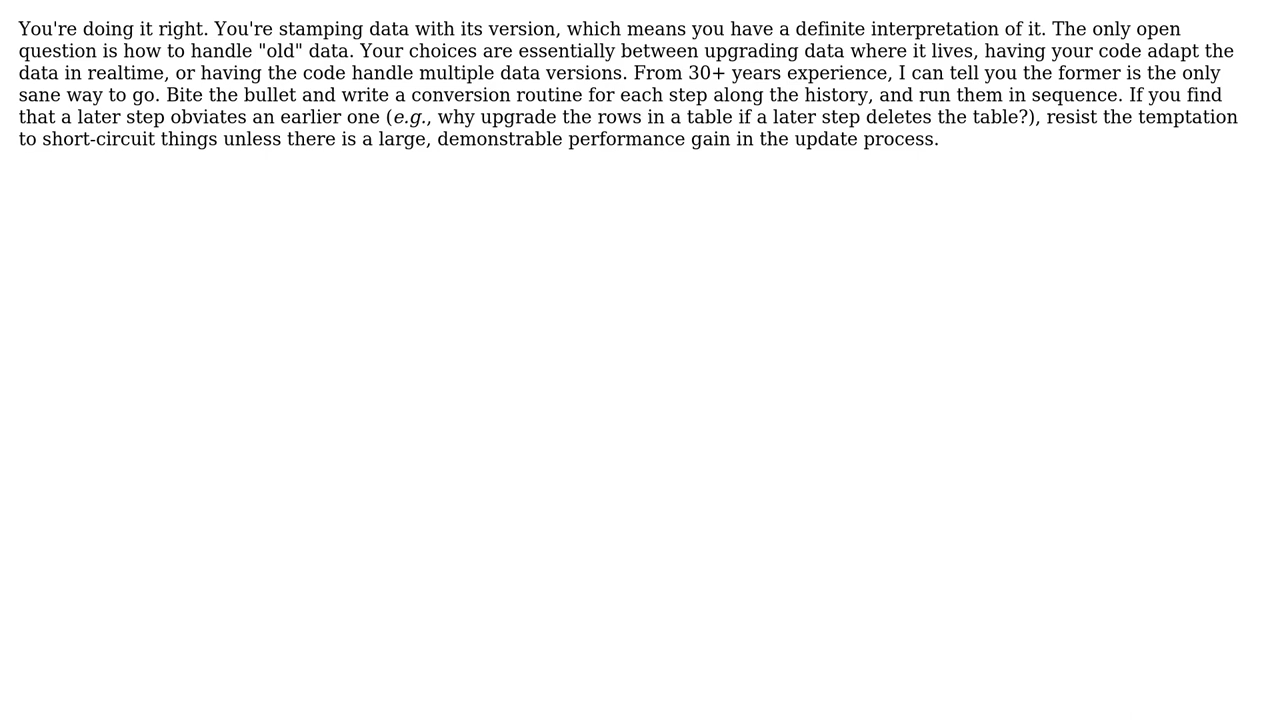 You're doing it right. You're stamping data with its version, which means you have a definite interpretation of it. The only open
question is how to handle "old" data. Your choices are essentially between upgrading data where it lives, having your code adapt the
data in realtime, or having the code handle multiple data versions. From 30+ years experience, I can tell you the former is the only
sane way to go. Bite the bullet and write a conversion routine for each step along the history, and run them in sequence. If you find
that a later step obviates an earlier one (e.g., why upgrade the rows in a table if a later step deletes the table?), resist the temptation
to short-circuit things unless there is a large, demonstrable performance gain in the update process.